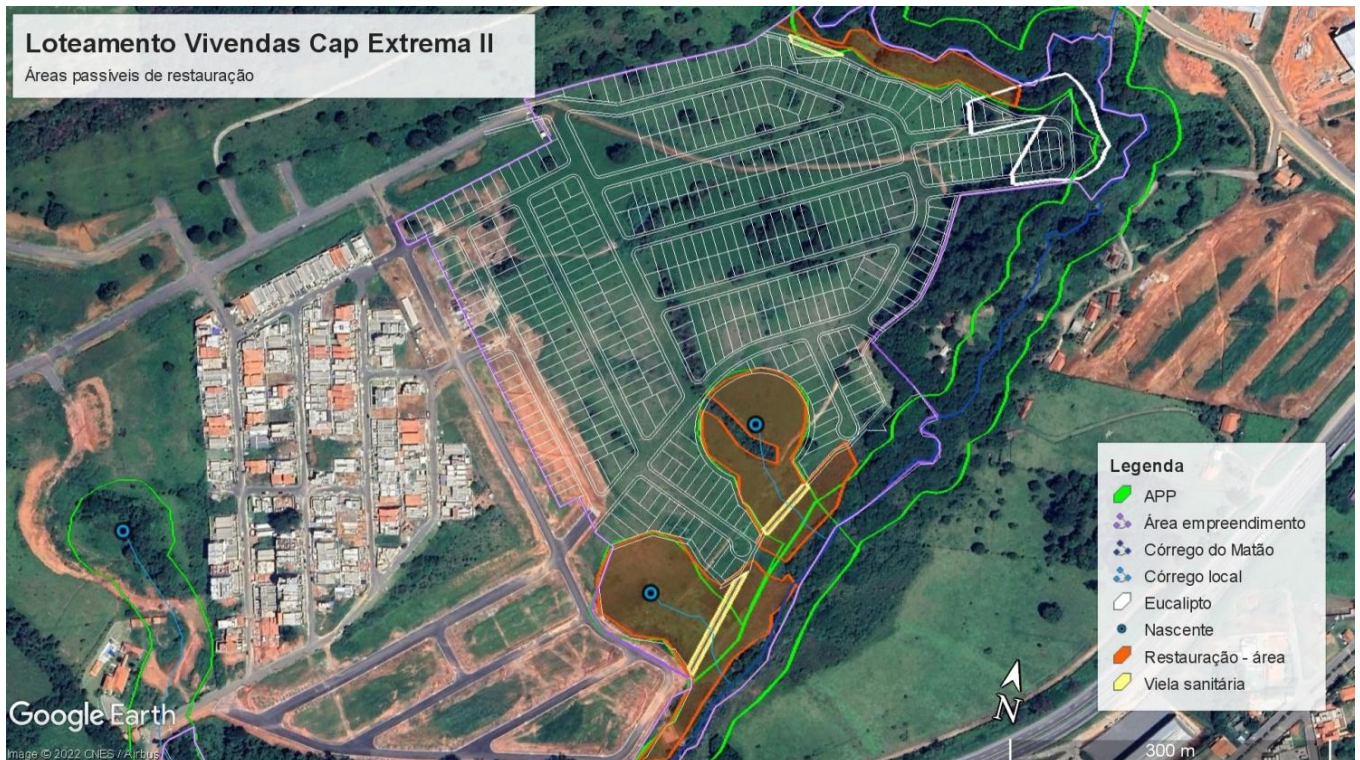 Loteamento Vivendas Cap Extrema II
Áreas passíveis de restauração
Legenda
APP
Área empreendimento
Córrego do Matão
Córrego local
Eucalipto
Nascente
Restauração - área
Viela sanitária
N
300 m
Google Earth
Image © 2022 CNES / Airbus